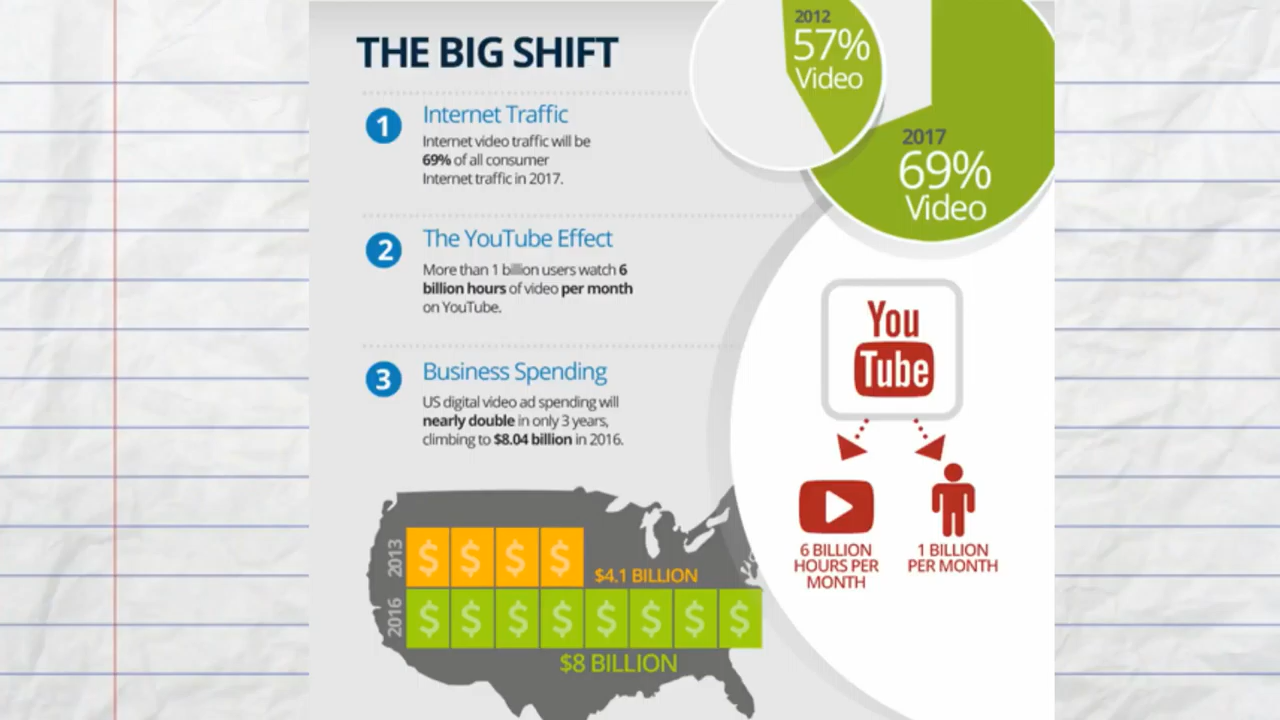 THE BIG SHIFT
1
Internet Traffic
Internet video traffic will be
69% of all consumer
Internet traffic in 2017.
2
The YouTube Effect
More than 1 billion users watch 6
billion hours of video per month
on YouTube.
3
Business Spending
US digital video ad spending will
nearly double in only 3 years,
climbing to $8.04 billion in 2016.
2012
57%
Video
2017
69%
Video
You
Tube
6 BILLION
HOURS PER
MONTH
1 BILLION
PER MONTH
2013
$ $ $ $
$4.1 BILLION
2016
$ $ $ $ $ $ $ $
$8 BILLION